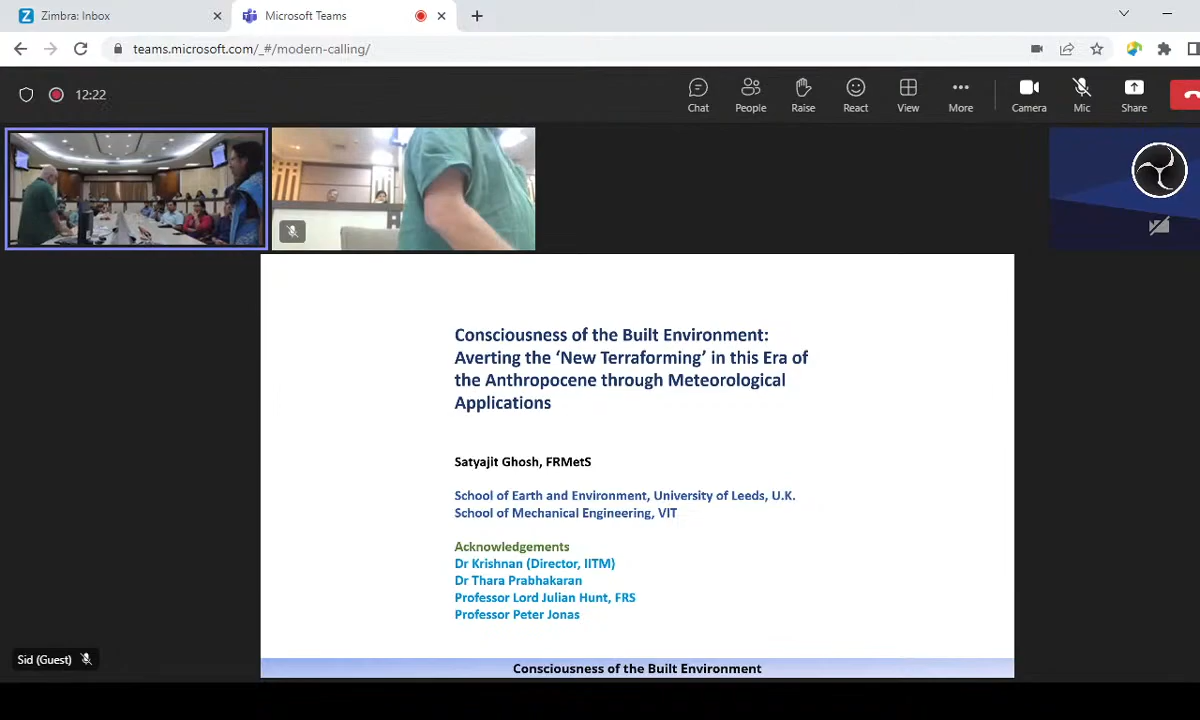 Zimbra: Inbox
Microsoft Teams
teams.microsoft.com/_#/modern-calling/
12:22
Chat
People
Raise
React
View
More
Camera
Mic
Share
Consciousness of the Built Environment:
Averting the ‘New Terraforming’ in this Era of
the Anthropocene through Meteorological
Applications
Satyajit Ghosh, FRMetS
School of Earth and Environment, University of Leeds, U.K.
School of Mechanical Engineering, VIT
Acknowledgements
Dr Krishnan (Director, IITM)
Dr Thara Prabhakaran
Professor Lord Julian Hunt, FRS
Professor Peter Jonas
Sid (Guest)
Consciousness of the Built Environment